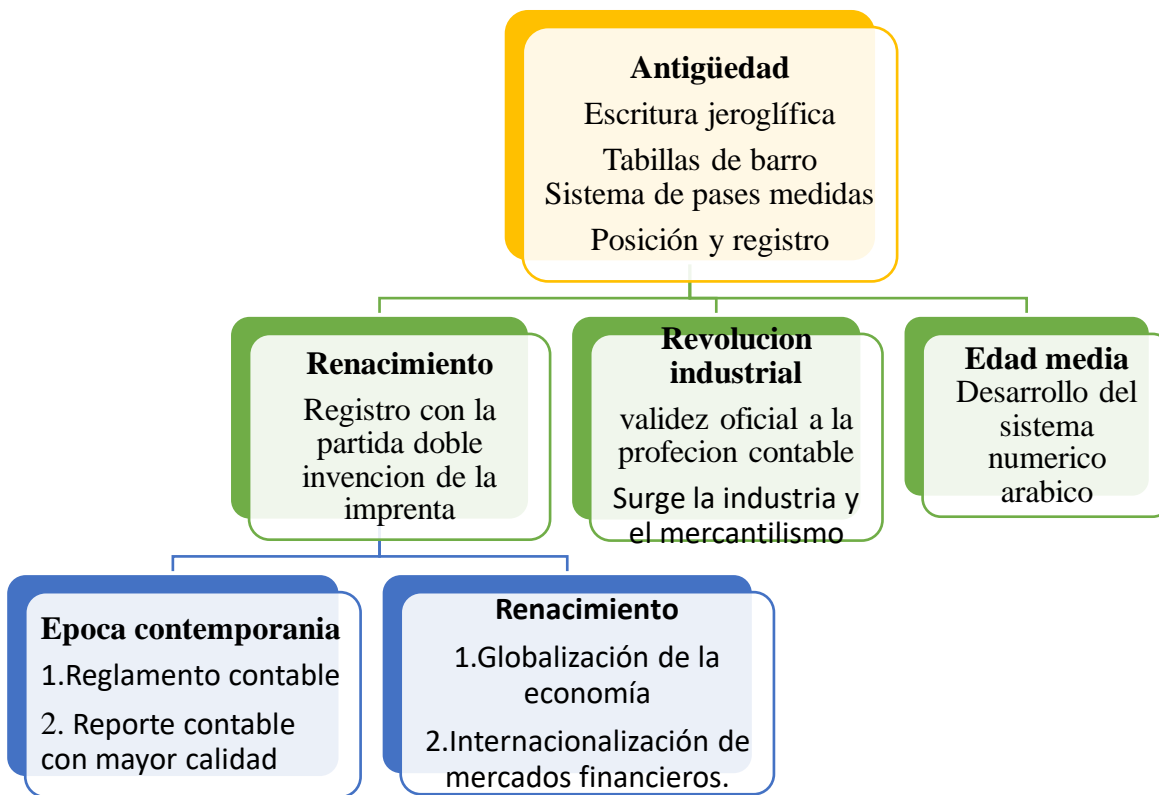 Antigüedad
Escritura jeroglífica
Tabillas de barro
Sistema de pases medidas
Posición y registro
Renacimiento
Registro con la
partida doble
invencion de la
imprenta
Revolucion
industrial
validez oficial a la
profecion contable
Surge la industria y
el mercantilismo
Edad media
Desarrollo del
sistema
numerico
arabico
Epoca contemporania
1.Reglamento contable
2. Reporte contable
con mayor calidad
Renacimiento
1.Globalización de la
economía
2.Internacionalización de
mercados financieros.